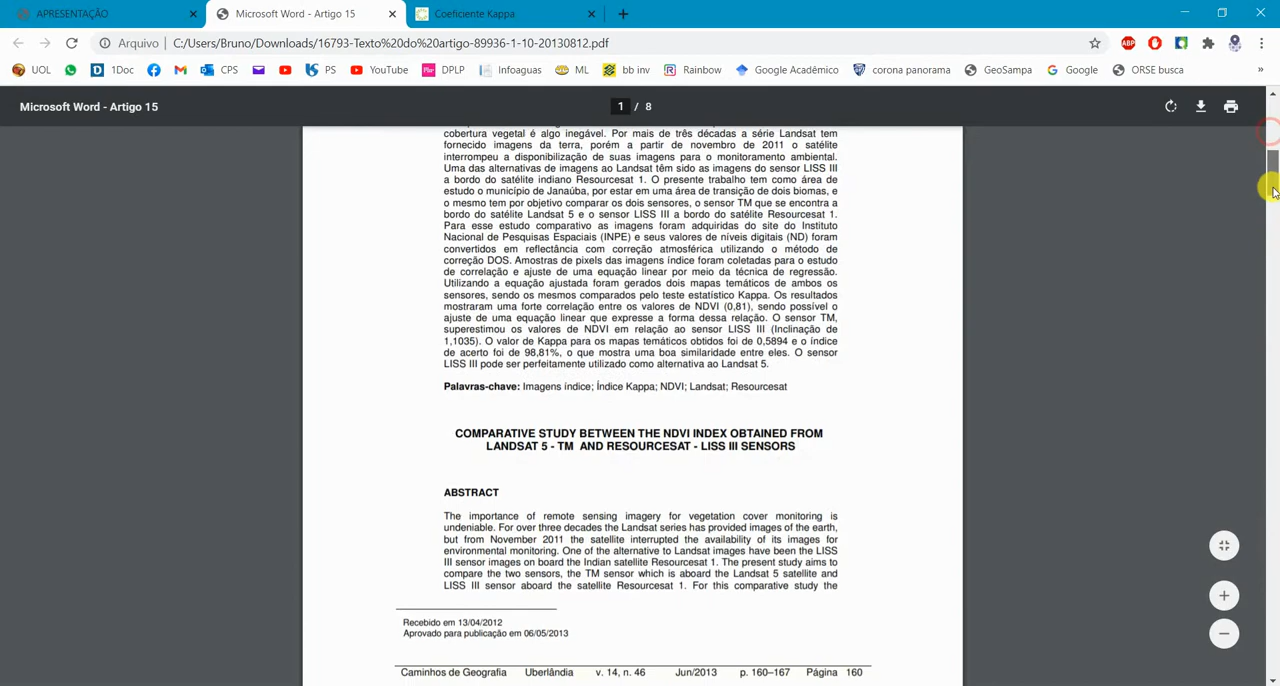 APRESENTAÇÃO
Microsoft Word - Artigo 15
Coeficiente Kappa
Arquivo
C:/Users/Bruno/Downloads/16793-Texto%20do%20artigo-89936-1-10-20130812.pdf
UOL 1Doc CPS PS YouTube DPLP Infoaguas ML bb inv Rainbow Google Acadêmico corona panorama GeoSampa Google ORSE busca »
Microsoft Word - Artigo 15
1 / 8
cobertura vegetal é algo inegável. Por mais de três décadas a série Landsat tem
fornecido imagens da terra, porém a partir de novembro de 2011 o satélite
interrompeu a disponibilização de suas imagens para o monitoramento ambiental.
Uma das alternativas de imagens ao Landsat têm sido as imagens do sensor LISS III
a bordo do satélite indiano Resourcesat 1. O presente trabalho tem como área de
estudo o município de Janaúba, por estar em uma área de transição de dois biomas, e
o mesmo tem por objetivo comparar os dois sensores, o sensor TM que se encontra a
bordo do satélite Landsat 5 e o sensor LISS III a bordo do satélite Resourcesat 1.
Para esse estudo comparativo as imagens foram adquiridas do site do Instituto
Nacional de Pesquisas Espaciais (INPE) e seus valores de níveis digitais (ND) foram
convertidos em reflectância com correção atmosférica utilizando o método de
correção DOS. Amostras de pixels das imagens índice foram coletadas para o estudo
de correlação e ajuste de uma equação linear por meio da técnica de regressão.
Utilizando a equação ajustada foram gerados dois mapas temáticos de ambos os
sensores, sendo os mesmos comparados pelo teste estatístico Kappa. Os resultados
mostraram uma forte correlação entre os valores de NDVI (0,81), sendo possível o
ajuste de uma equação linear que expresse a forma dessa relação. O sensor TM,
superestimou os valores de NDVI em relação ao sensor LISS III (Inclinação de
1,1035). O valor de Kappa para os mapas temáticos obtidos foi de 0,5894 e o índice
de acerto foi de 98,81%, o que mostra uma boa similaridade entre eles. O sensor
LISS III pode ser perfeitamente utilizado como alternativa ao Landsat 5.
Palavras-chave: Imagens índice; Índice Kappa; NDVI; Landsat; Resourcesat
COMPARATIVE STUDY BETWEEN THE NDVI INDEX OBTAINED FROM
LANDSAT 5 - TM AND RESOURCESAT - LISS III SENSORS
ABSTRACT
The importance of remote sensing imagery for vegetation cover monitoring is
undeniable. For over three decades the Landsat series has provided images of the earth,
but from November 2011 the satellite interrupted the availability of its images for
environmental monitoring. One of the alternative to Landsat images have been the LISS
III sensor images on board the Indian satellite Resourcesat 1. The present study aims to
compare the two sensors, the TM sensor which is aboard the Landsat 5 satellite and
LISS III sensor aboard the satellite Resourcesat 1. For this comparative study the
Recebido em 13/04/2012
Aprovado para publicação em 06/05/2013
Caminhos de Geografia Uberlândia v. 14, n. 46 Jun/2013 p. 160–167 Página 160